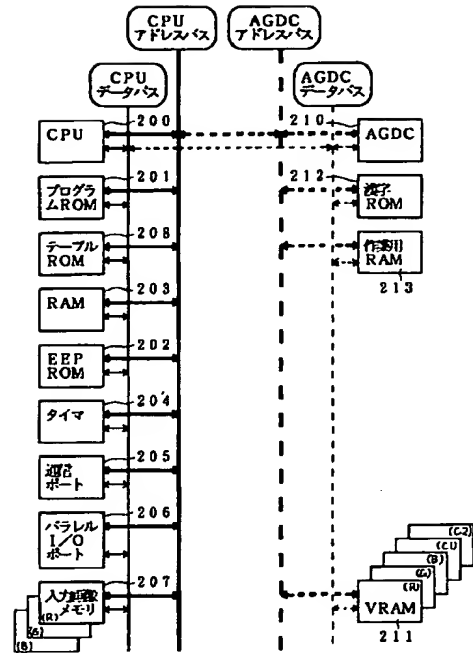 CPU
アドレスバス
AGDC
アドレスバス
CPU
データバス
AGDC
データバス
200
CPU
210
AGDC
201
プログラ
ムROM
212
漢字
ROM
208
テーブル
ROM
作業用
RAM
213
203
RAM
202
EEP
ROM
204
タイマ
205
通信
ポート
206
パラレル
I/O
ポート
207
入力画像
メモリ
(R)
(G)
(B)
(C2)
(C1)
(B)
(G)
(R)
VRAM
211